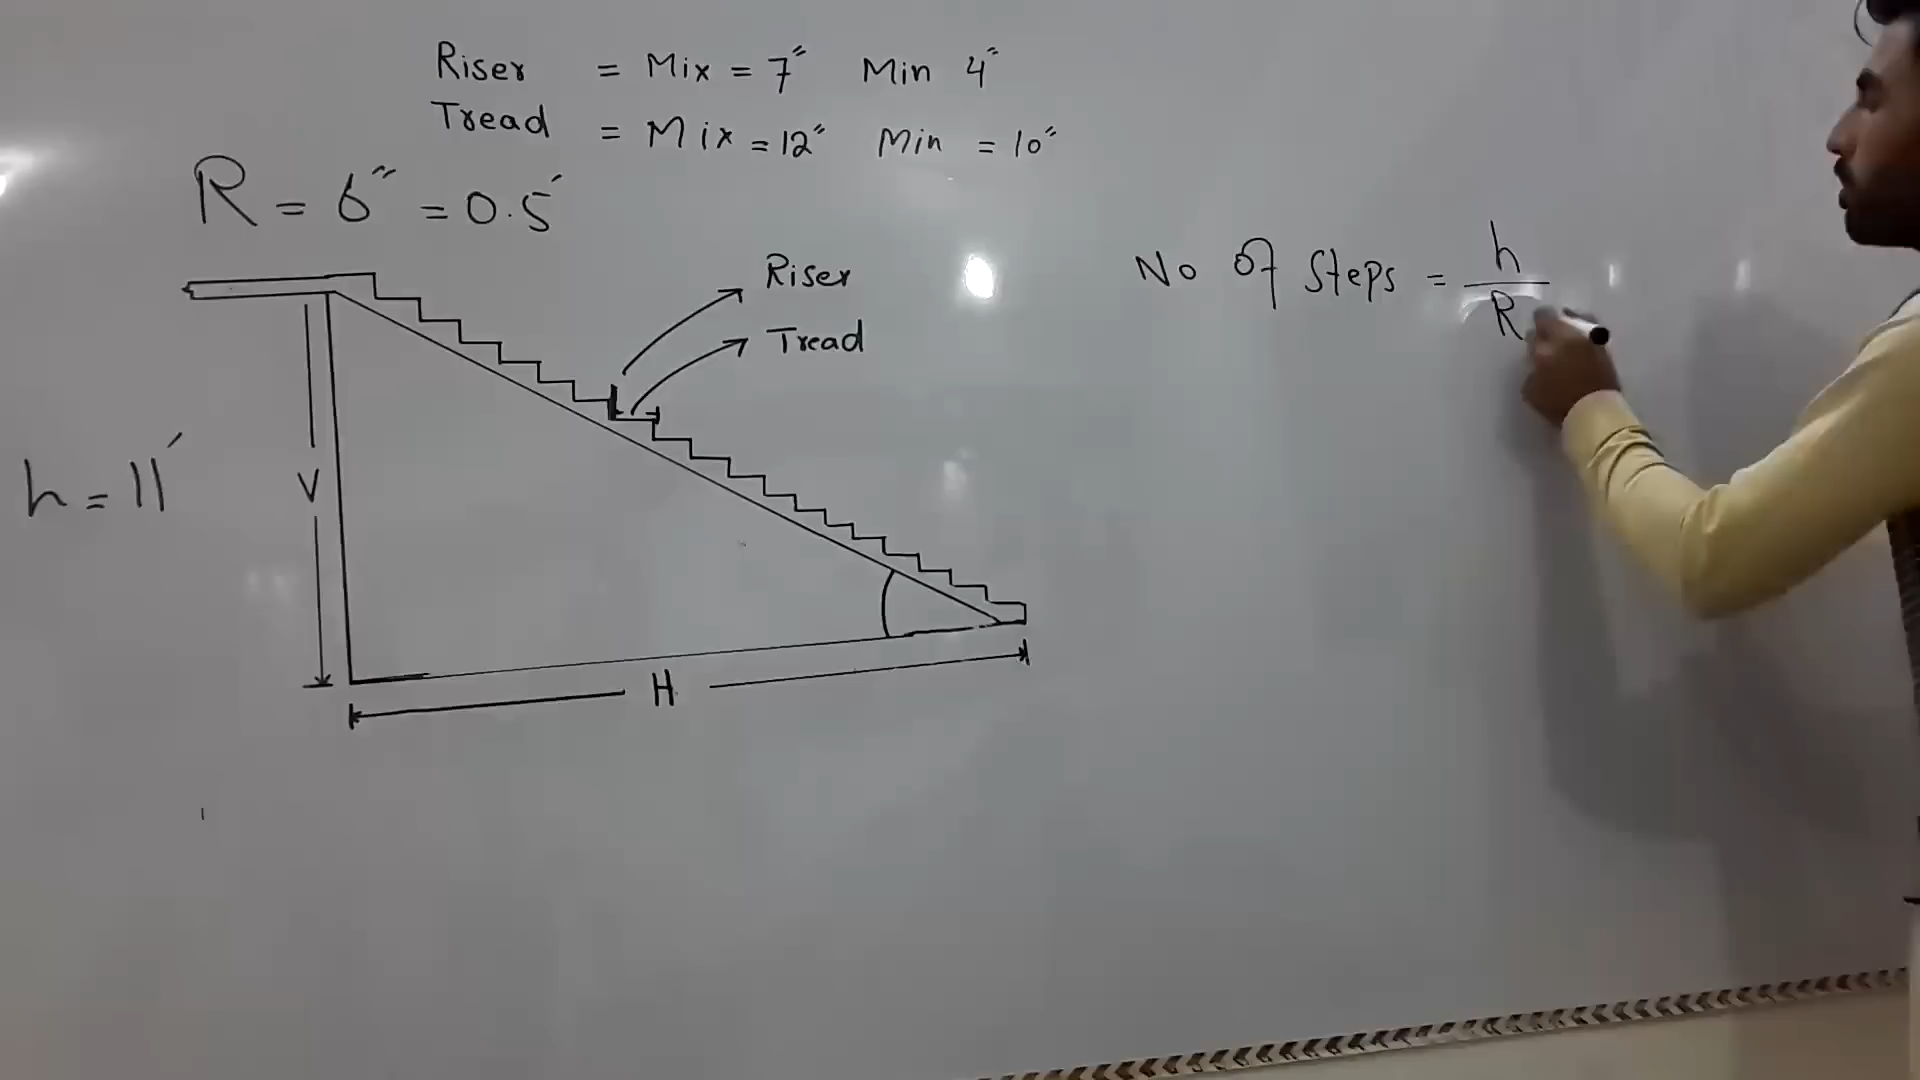 Riser = Mix = 7" Min 4"
Tread = Mix = 12" Min = 10"
R = 6" = 0.5'
No Of Steps = h/R
Riser
Tread
h = 11'
V
H